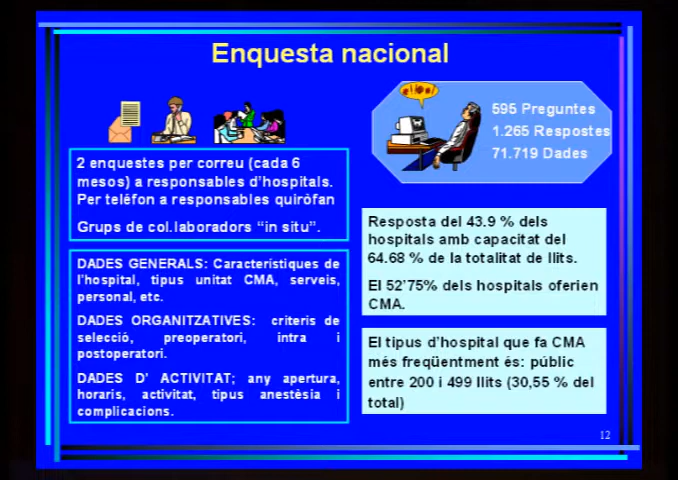 Enquesta nacional
595 Preguntes
1.265 Respostes
71.719 Dades
2 enquestes per correu (cada 6
mesos) a responsables d'hospitals.
Per teléfon a responsables quiròfan
Grups de col.laboradors "in situ".
DADES GENERALS: Característiques de
l'hospital, tipus unitat CMA, serveis,
personal, etc.
DADES ORGANITZATIVES: criteris de
selecció, preoperatori, intra i
postoperatori.
DADES D' ACTIVITAT; any apertura,
horaris, activitat, tipus anestèsia i
complicacions.
Resposta del 43.9 % dels
hospitals amb capacitat del
64.68 % de la totalitat de llits.
El 52'75% dels hospitals oferien
CMA.
El tipus d'hospital que fa CMA
més freqüentment és: públic
entre 200 i 499 llits (30,55 % del
total)
12